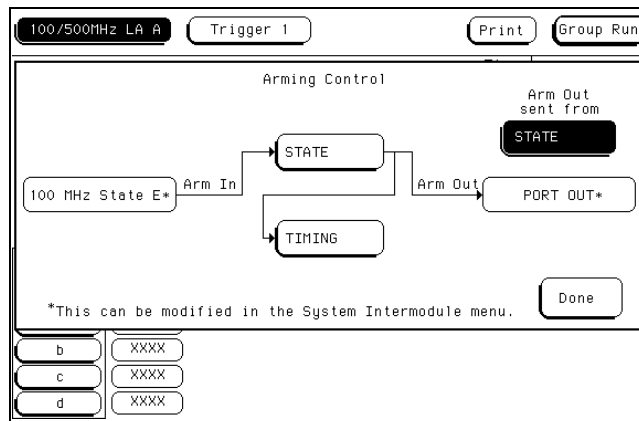 100/500MHz LA A Trigger 1 Print Group Run
Arming Control
Arm Out
sent from
STATE
STATE
100 MHz State E* Arm In Arm Out PORT OUT*
TIMING
Done
*This can be modified in the System Intermodule menu.
b XXXX
c XXXX
d XXXX